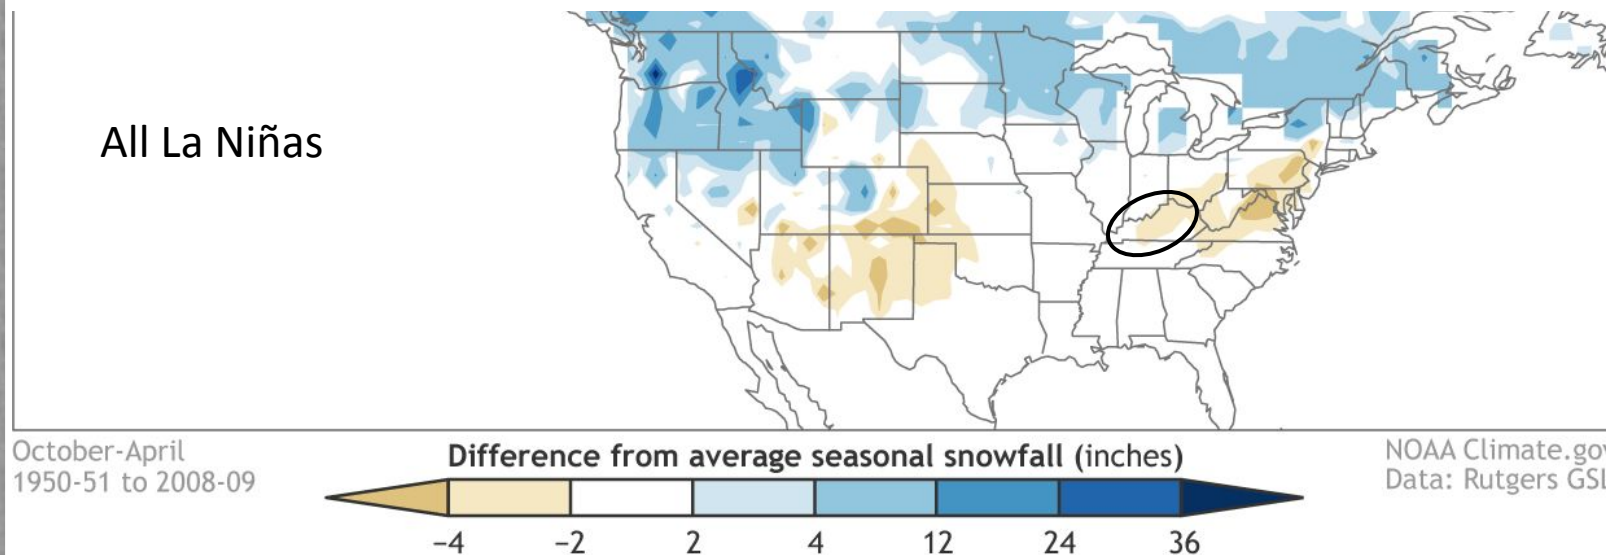 All La Niñas
October-April
1950-51 to 2008-09
Difference from average seasonal snowfall (inches)
−4 −2 2 4 12 24 36
NOAA Climate.gov
Data: Rutgers GSL